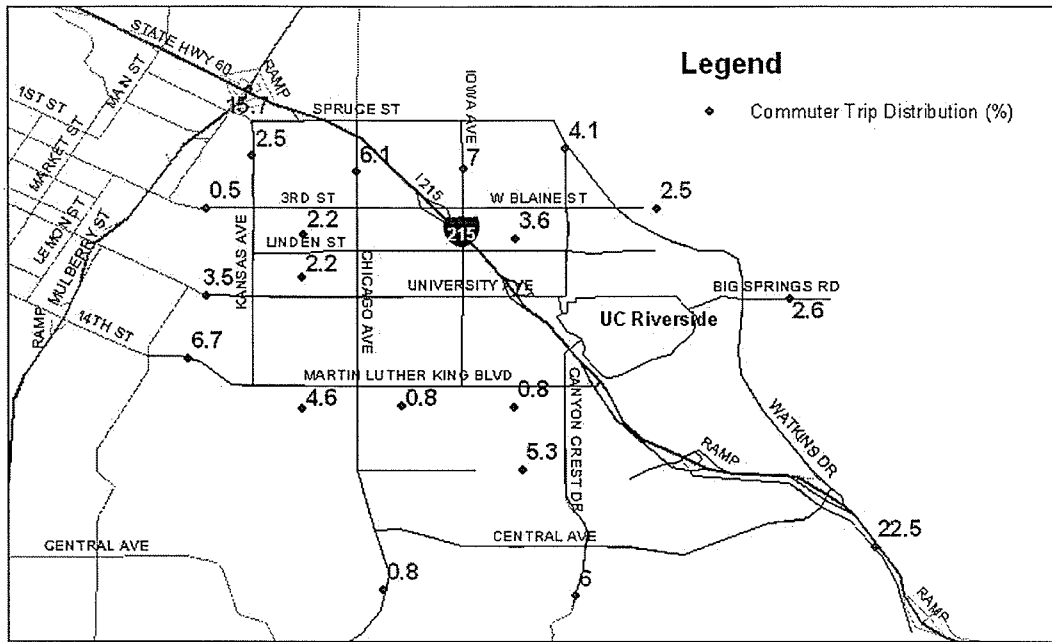 STATE HWY 60
RAMP
15.7
SPRUCE ST
IOWA AVE
Legend
Commuter Trip Distribution (%)
1ST ST
MAIN ST
MARKET ST
LEMON ST
MULBERRY ST
2.5
6.1
7
4.1
I215
0.5
3RD ST
W BLAINE ST
2.5
2.2
215
3.6
KANSAS AVE
LINDEN ST
2.2
CHICAGO AVE
3.5
UNIVERSITY AVE
BIG SPRINGS RD
2.6
UC Riverside
RAMP
14TH ST
6.7
MARTIN LUTHER KING BLVD
4.6
0.8
0.8
CANYON CREST DR
WATKINS DR
5.3
RAMP
22.5
CENTRAL AVE
CENTRAL AVE
0.8
6
RAMP